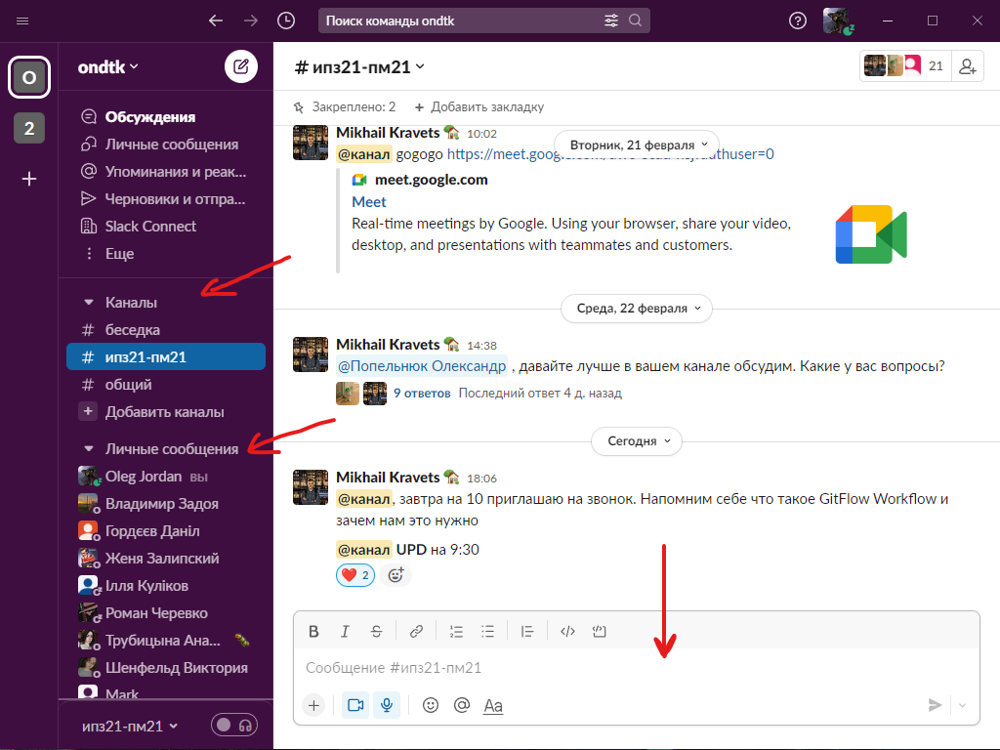 Поиск команды ondtk
O
2
ondtk
Обсуждения
Личные сообщения
Упоминания и реак...
Черновики и отпра...
Slack Connect
Еще
Каналы
# беседка
# ипз21-пм21
# общий
+ Добавить каналы
Личные сообщения
Oleg Jordan вы
Владимир Задоя
Гордєєв Даніл
Женя Залипский
Ілля Куліков
Роман Черевко
Трубицына Ана...
Шенфельд Виктория
Mark
ипз21-пм21
# ипз21-пм21
21
Закреплено: 2 + Добавить закладку
Mikhail Kravets 10:02
Вторник, 21 февраля
@канал gogogo https://meet.google.com/ authuser=0
meet.google.com
Meet
Real-time meetings by Google. Using your browser, share your video,
desktop, and presentations with teammates and customers.
Среда, 22 февраля
Mikhail Kravets 14:38
@Попельнюк Олександр , давайте лучше в вашем канале обсудим. Какие у вас вопросы?
9 ответов Последний ответ 4 д. назад
Сегодня
Mikhail Kravets 18:06
@канал, завтра на 10 приглашаю на звонок. Напомним себе что такое GitFlow Workflow и
зачем нам это нужно
@канал UPD на 9:30
2
B I S
Сообщение #ипз21-пм21
+ @ Aa